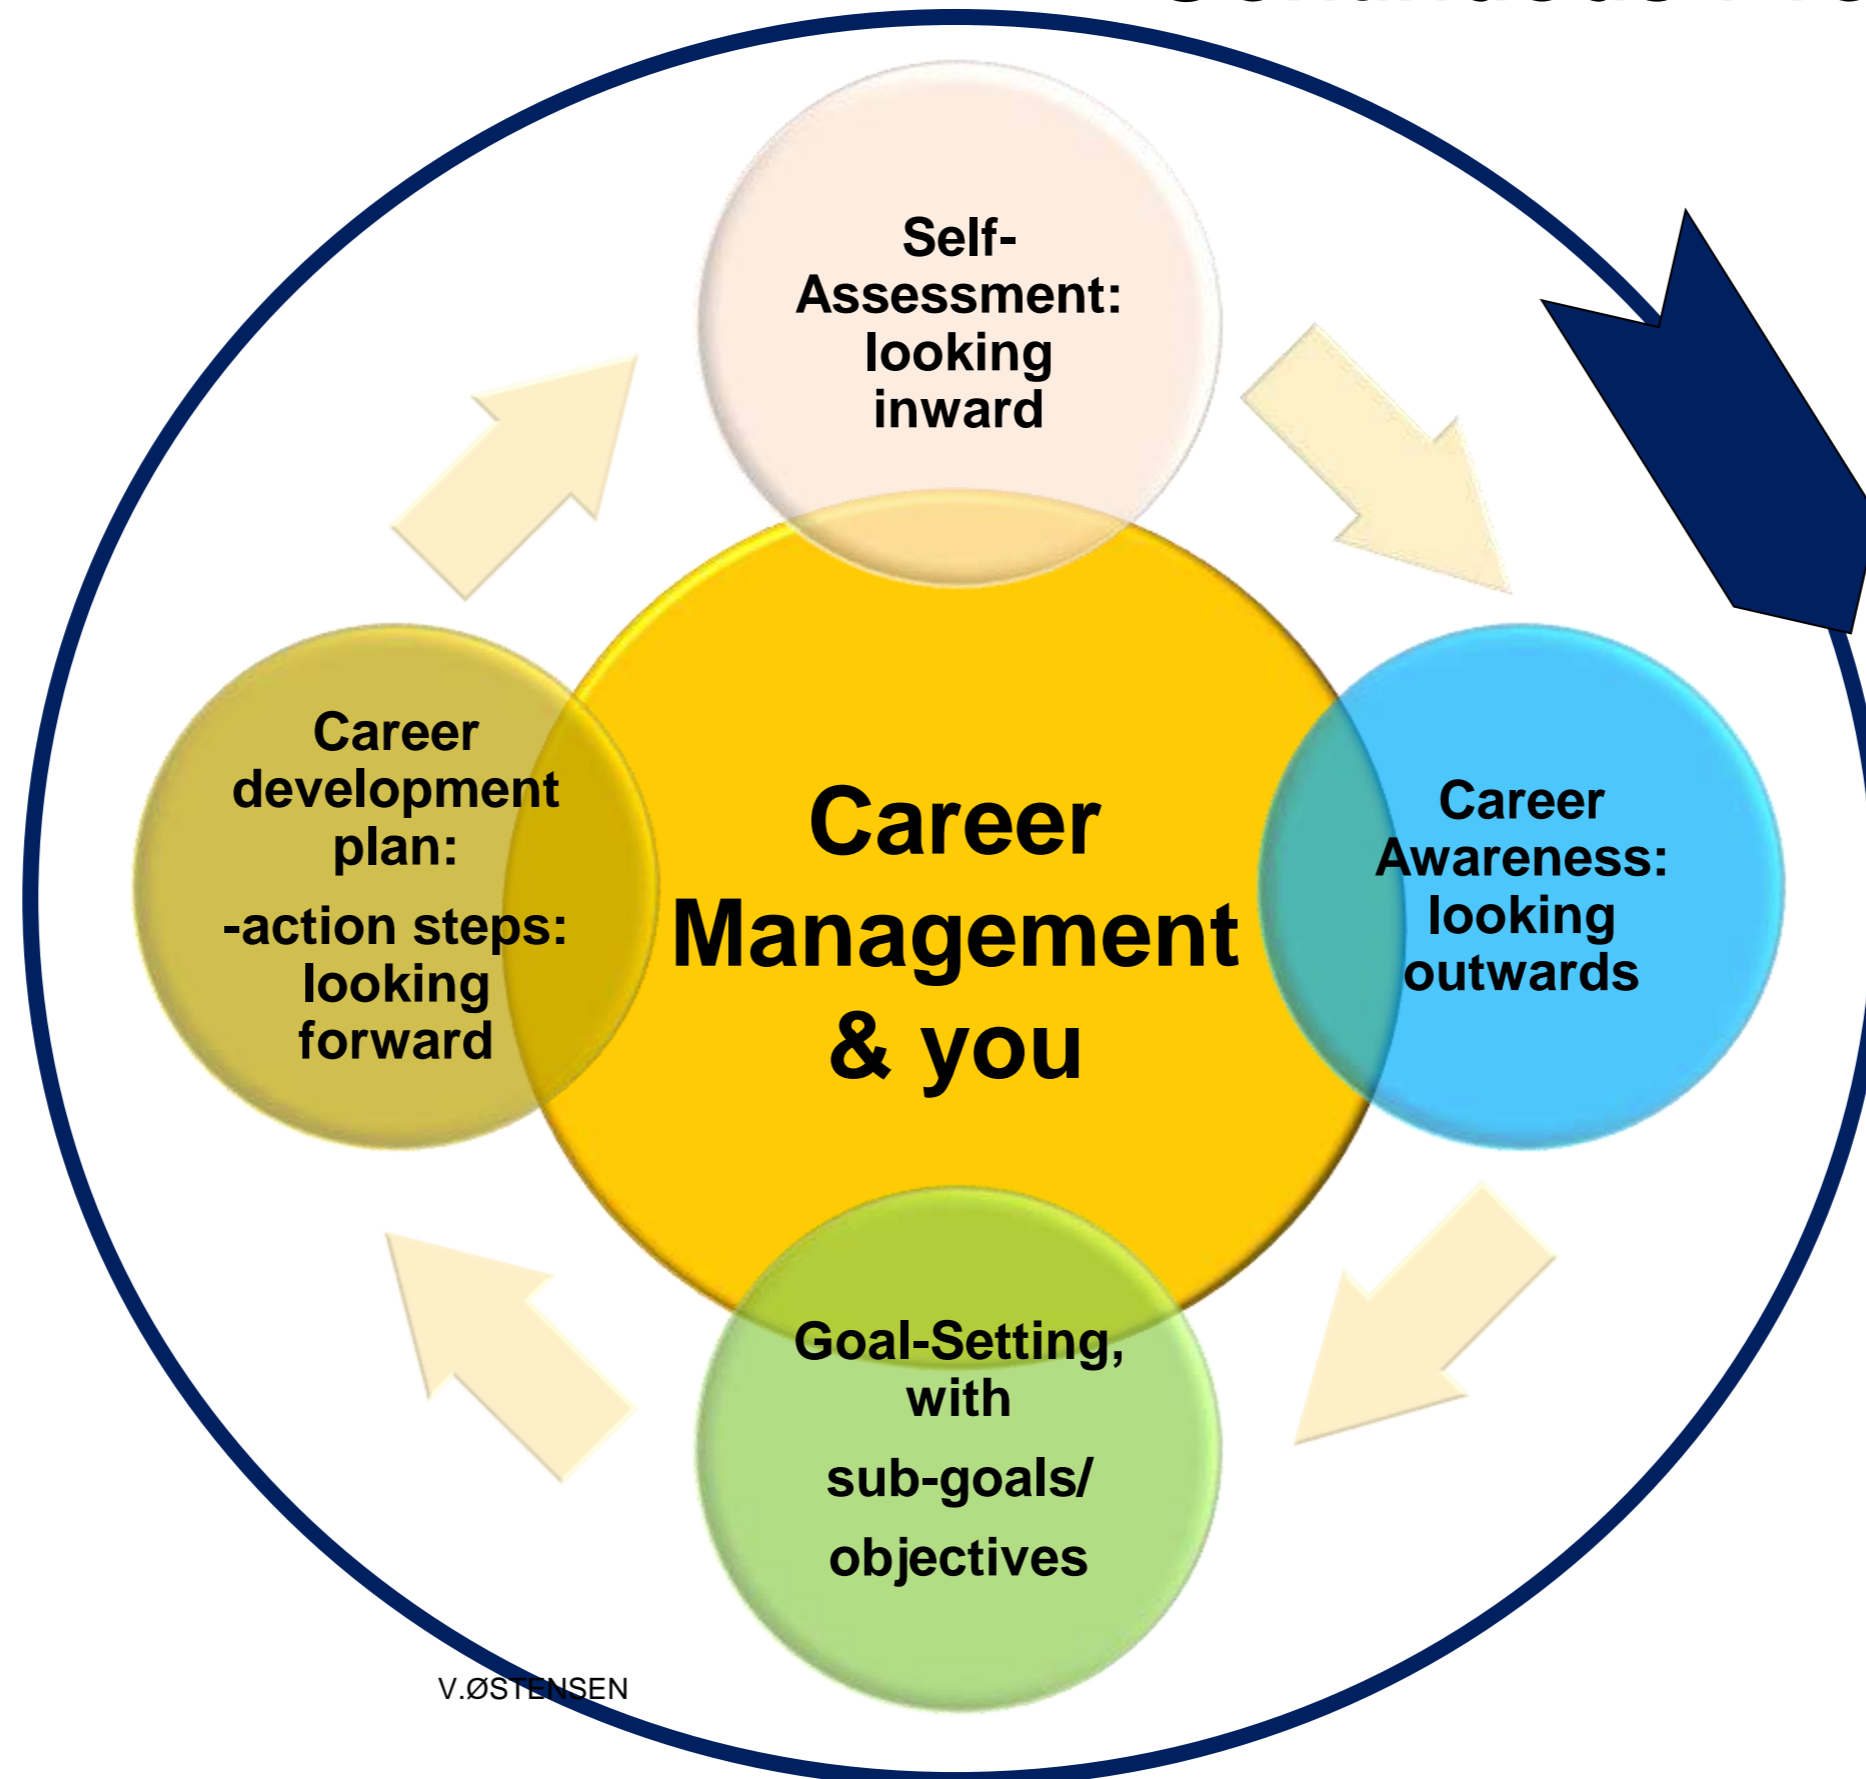 Self-
Assessment:
looking
inward
Career
development
plan:
-action steps:
looking
forward
Career
Management
& you
Career
Awareness:
looking
outwards
Goal-Setting,
with
sub-goals/
objectives
V.ØSTENSEN